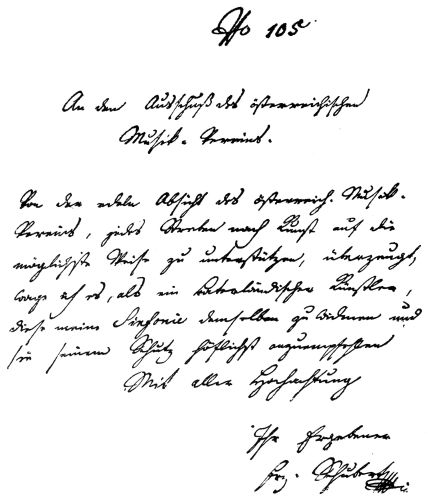 No 105
An den Ausschuß des österreichischen
Musik-Vereins.
Von der edeln Absicht des österreich. Musik-
Vereins, jedes Streben nach Kunst auf die
möglichste Weise zu unterstützen, überzeugt,
wage ich es, als ein vaterländischer Künstler,
diese meine Sinfonie demselben zu widmen und
sie seinem Schutz höflichst anzuempfehlen
Mit aller Hochachtung
Ihr Ergebener
Frz. Schubert